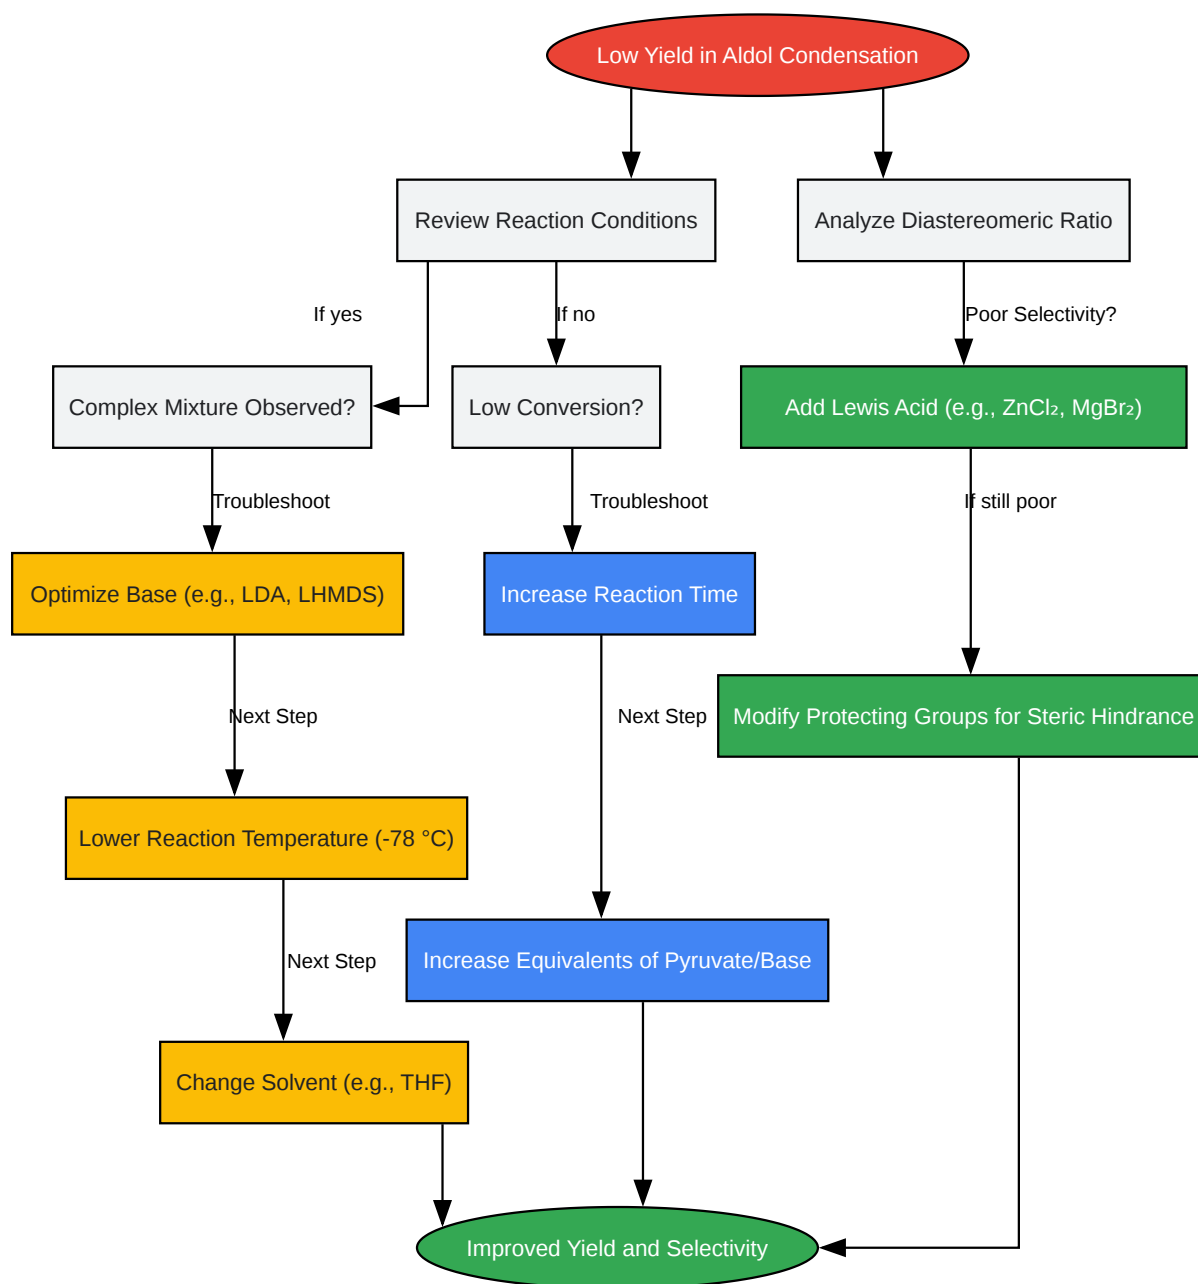 Low Yield in Aldol Condensation
Review Reaction Conditions
Analyze Diastereomeric Ratio
If yes
If no
Poor Selectivity?
Complex Mixture Observed?
Low Conversion?
Add Lewis Acid (e.g., ZnCl₂, MgBr₂)
Troubleshoot
Troubleshoot
If still poor
Optimize Base (e.g., LDA, LHMDS)
Increase Reaction Time
Next Step
Next Step
Modify Protecting Groups for Steric Hindrance
Lower Reaction Temperature (-78 °C)
Next Step
Increase Equivalents of Pyruvate/Base
Change Solvent (e.g., THF)
Improved Yield and Selectivity